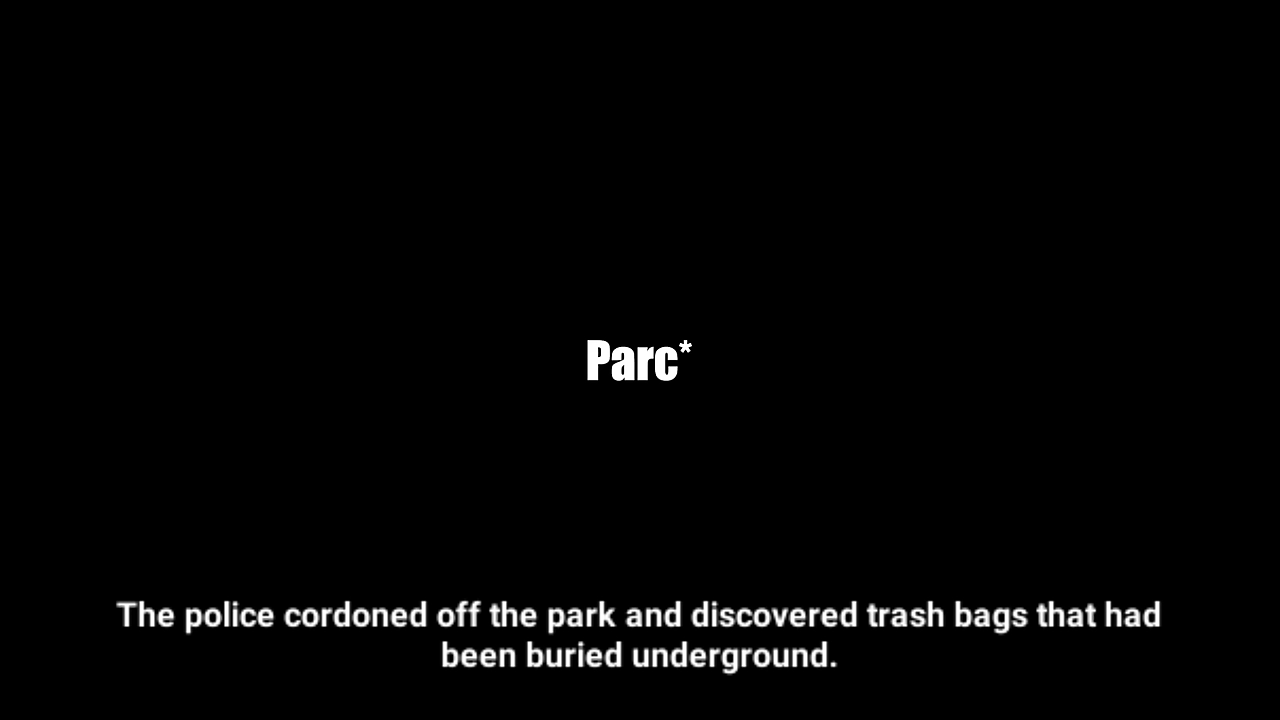 Parc*
The police cordoned off the park and discovered trash bags that had
been buried underground.